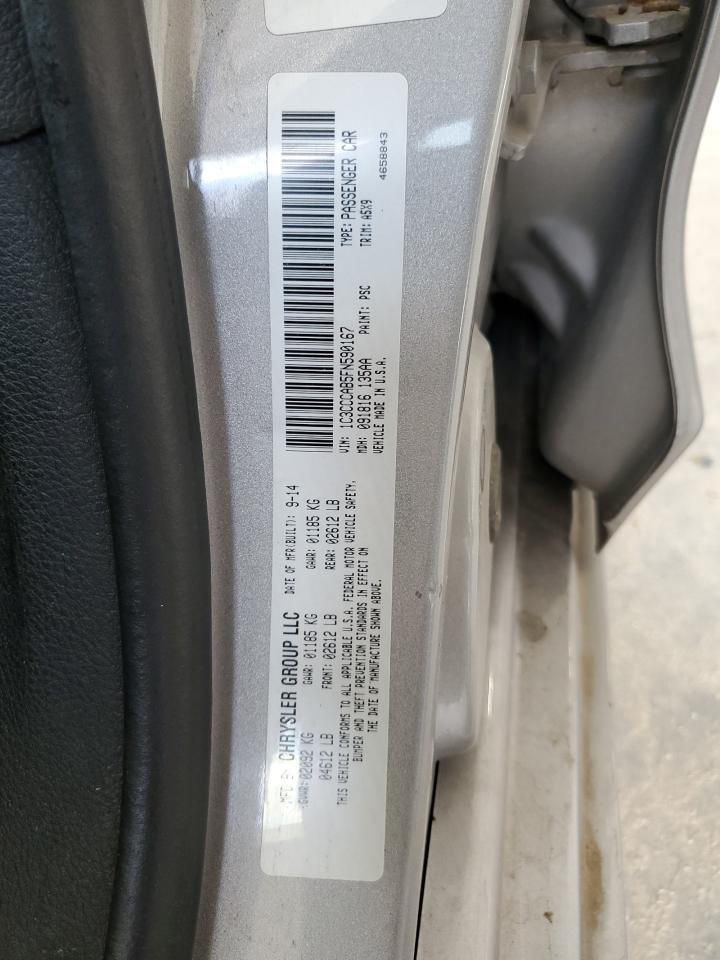 MFD BY CHRYSLER GROUP LLC DATE OF MFR(BUILT): 9-14
GVWR: 02092 KG GAWR: 01185 KG GAWR: 01185 KG
04612 LB FRONT: 02612 LB REAR: 02612 LB
THIS VEHICLE CONFORMS TO ALL APPLICABLE U.S.A. FEDERAL MOTOR VEHICLE SAFETY,
BUMPER AND THEFT PREVENTION STANDARDS IN EFFECT ON
THE DATE OF MANUFACTURE SHOWN ABOVE.
VIN: 1C3CCCAB5FN590167 TYPE: PASSENGER CAR
MDH: 091816 135AA PAINT: PSC TRIM: A5X9
VEHICLE MADE IN U.S.A. 4658843